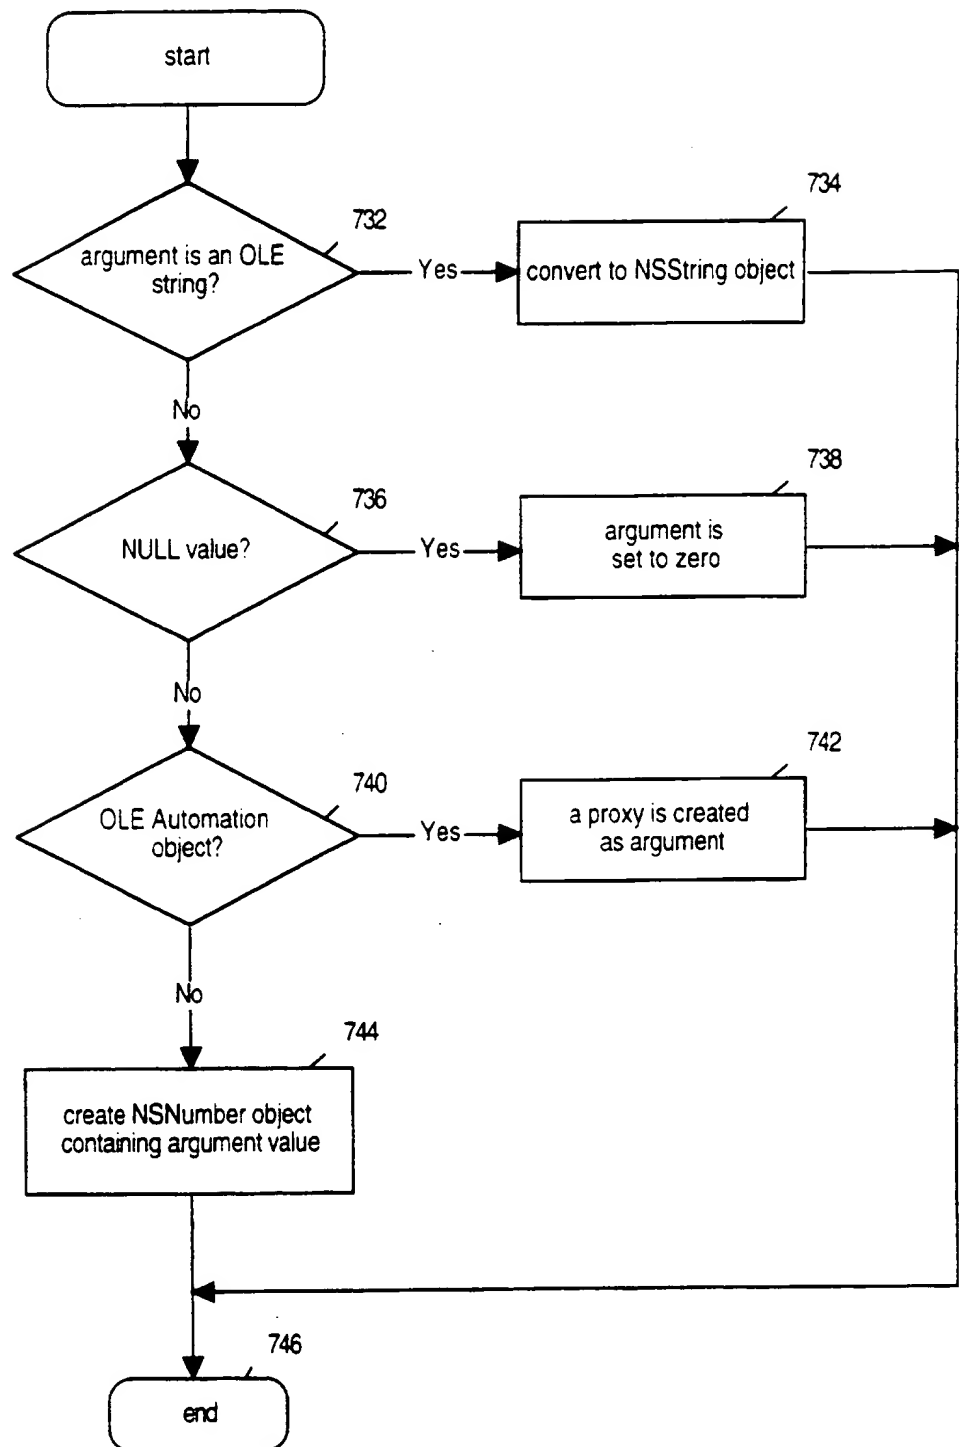 start
732
argument is an OLE
string?
Yes
734
convert to NSString object
No
736
NULL value?
Yes
738
argument is
set to zero
No
740
OLE Automation
object?
Yes
742
a proxy is created
as argument
No
744
create NSNumber object
containing argument value
746
end